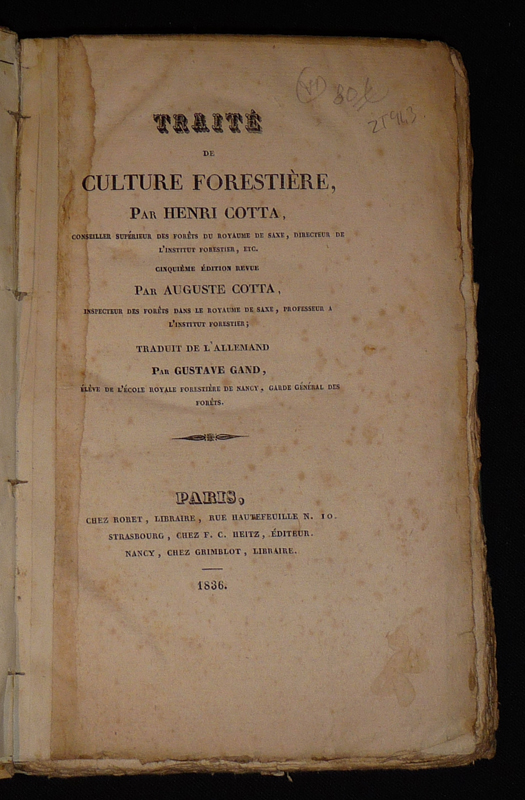 TRAITÉ
DE
CULTURE FORESTIÈRE,
PAR HENRI COTTA,
CONSEILLER SUPÉRIEUR DES FORÊTS DU ROYAUME DE SAXE, DIRECTEUR DE
L'INSTITUT FORESTIER, ETC.
CINQUIÈME ÉDITION REVUE
PAR AUGUSTE COTTA,
INSPECTEUR DES FORÊTS DANS LE ROYAUME DE SAXE, PROFESSEUR A
L'INSTITUT FORESTIER;
TRADUIT DE L'ALLEMAND
PAR GUSTAVE GAND,
ÉLÈVE DE L'ÉCOLE ROYALE FORESTIÈRE DE NANCY, GARDE GÉNÉRAL DES
FORÊTS.
PARIS,
CHEZ RORET, LIBRAIRE, RUE HAUTEFEUILLE N. 10.
STRASBOURG, CHEZ F. C. HEITZ, ÉDITEUR.
NANCY, CHEZ GRIMBLOT, LIBRAIRE.
1836.